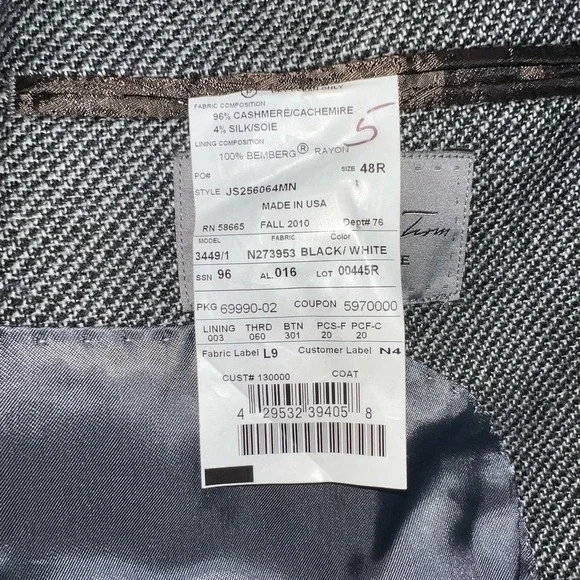 FABRIC COMPOSITION
96% CASHMERE/CACHEMIRE
4% SILK/SOIE
5
LINING COMPOSITION
100% BEMBERG® RAYON
PO# SIZE 48R
STYLE JS256064MN 1
MADE IN USA
RN 58665 FALL 2010 Dept# 76
MODEL FABRIC Color
3449/1 N273953 BLACK/ WHITE
SSN 96 AL. 016 LOT 00445R
PKG 69990-02 COUPON 5970000
LINING THRD BTN PCS-F PCF-C
003 060 301 20 20
Fabric Label L9 Customer Label N4
CUST# 130000 COAT
4 29532 39405 8